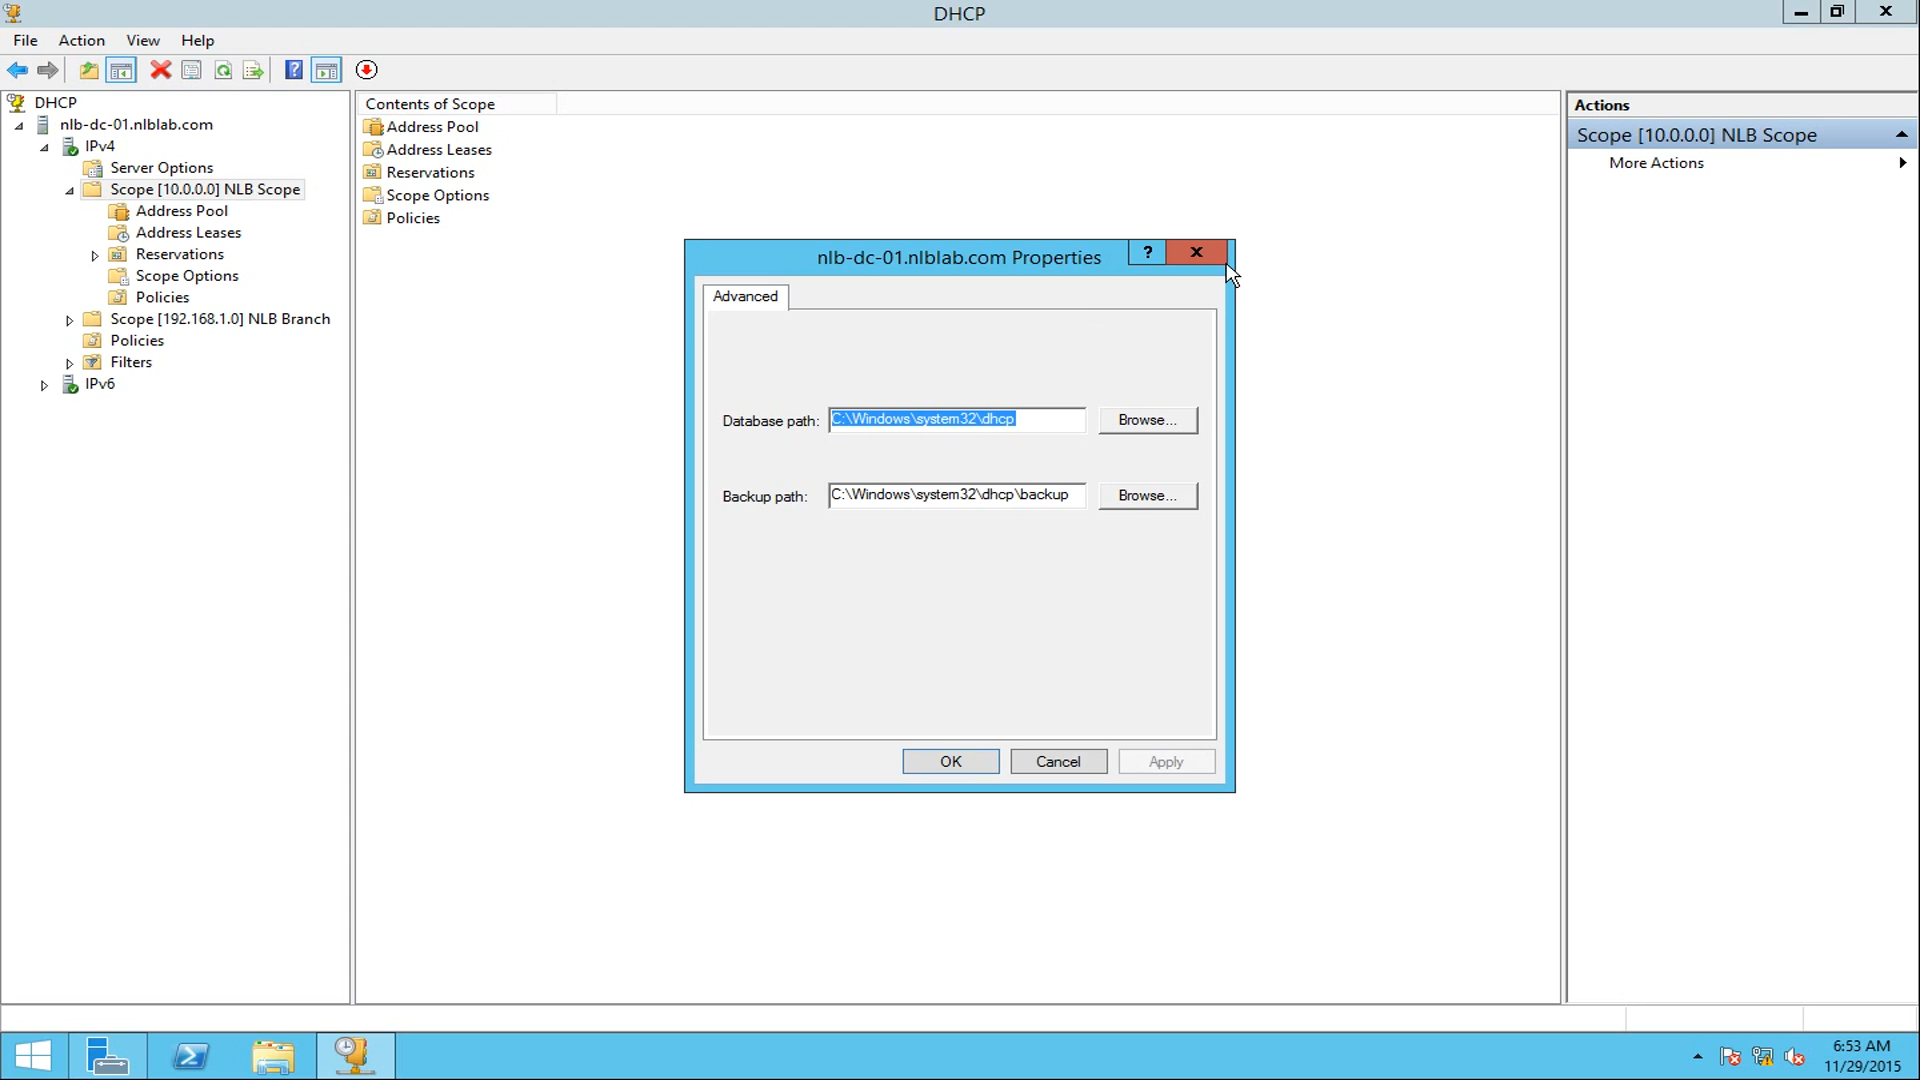 DHCP
File Action View Help
DHCP
nlb-dc-01.nlblab.com
IPv4
Server Options
Scope [10.0.0.0] NLB Scope
Address Pool
Address Leases
Reservations
Scope Options
Policies
Scope [192.168.1.0] NLB Branch
Policies
Filters
IPv6
Contents of Scope
Address Pool
Address Leases
Reservations
Scope Options
Policies
nlb-dc-01.nlblab.com Properties
Advanced
Database path: C:\Windows\system32\dhcp Browse...
Backup path: C:\Windows\system32\dhcp\backup Browse...
OK Cancel Apply
Actions
Scope [10.0.0.0] NLB Scope
More Actions
6:53 AM
11/29/2015